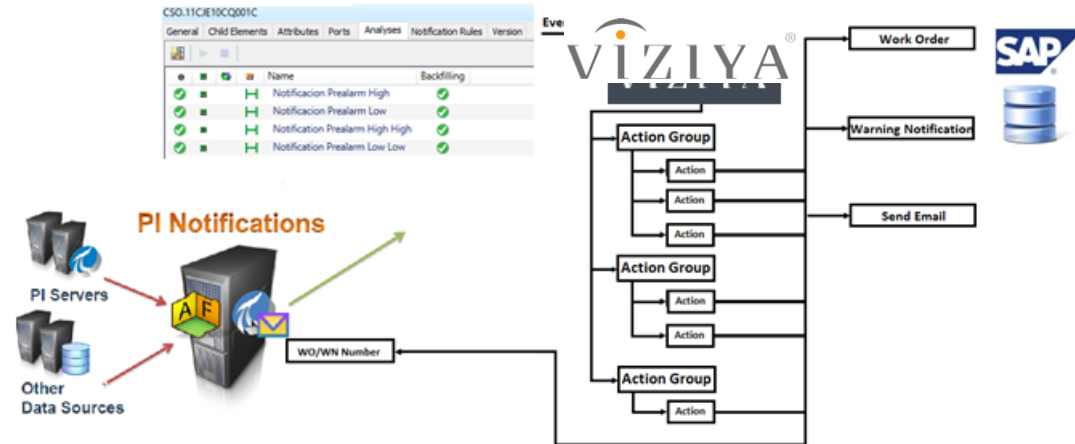 CSO.11CJE10CQ001C
General Child Elements Attributes Ports Analyses Notification Rules Version
Name Backfilling
Notificacion Prealarm High
Notificacion Prealarm Low
Notification Prealarm High High
Notification Prealarm Low Low
VIZIYA®
Work Order
SAP
Warning Notification
Send Email
Action Group
Action
Action
Action
Action Group
Action
Action
Action Group
Action
PI Notifications
PI Servers
AF
Other
Data Sources
WO/WN Number